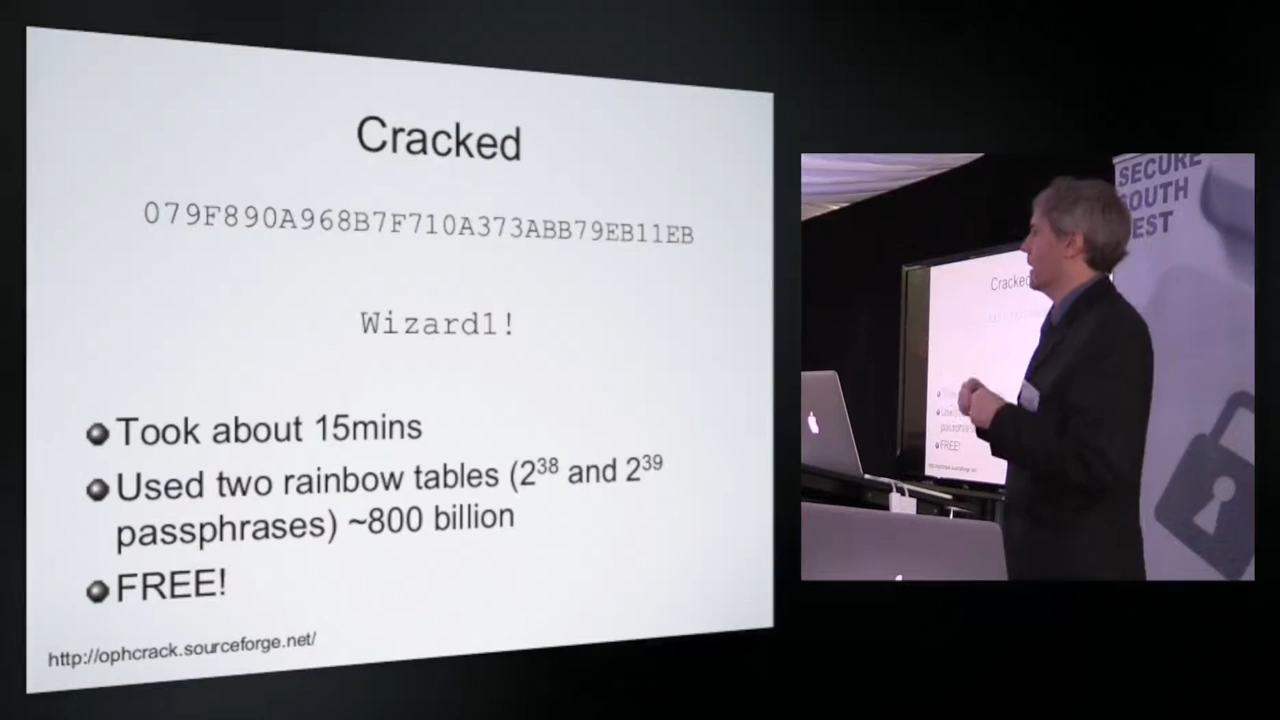 Cracked
079F890A968B7F710A373ABB79EB11EB
Wizard1!
Took about 15mins
Used two rainbow tables (2³⁸ and 2³⁹
passphrases) ~800 billion
FREE!
http://ophcrack.sourceforge.net/
SECURE
SOUTH
EST
Cracked
FREE!